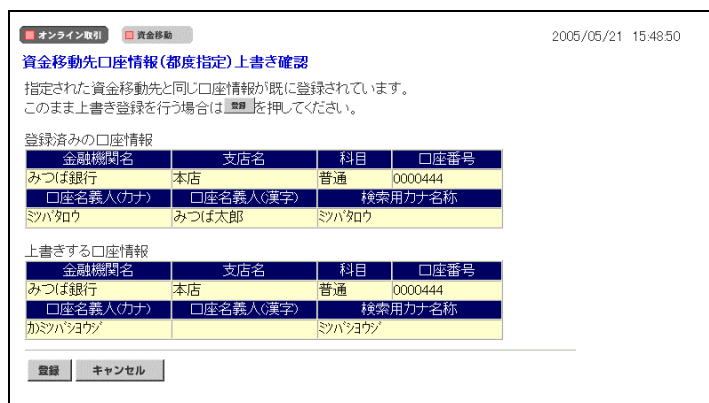 オンライン取引 資金移動 2005/05/21 15:48:50
資金移動先口座情報(都度指定)上書き確認
指定された資金移動先と同じ口座情報が既に登録されています。
このまま上書き登録を行う場合は 登録 を押してください。
登録済みの口座情報
金融機関名 支店名 科目 口座番号
みつば銀行 本店 普通 0000444
口座名義人(カナ) 口座名義人(漢字) 検索用カナ名称
ミツバタロウ みつば太郎 ミツバタロウ
上書きする口座情報
金融機関名 支店名 科目 口座番号
みつば銀行 本店 普通 0000444
口座名義人(カナ) 口座名義人(漢字) 検索用カナ名称
カ)ミツバシヨウジ ミツバシヨウジ
登録 キャンセル